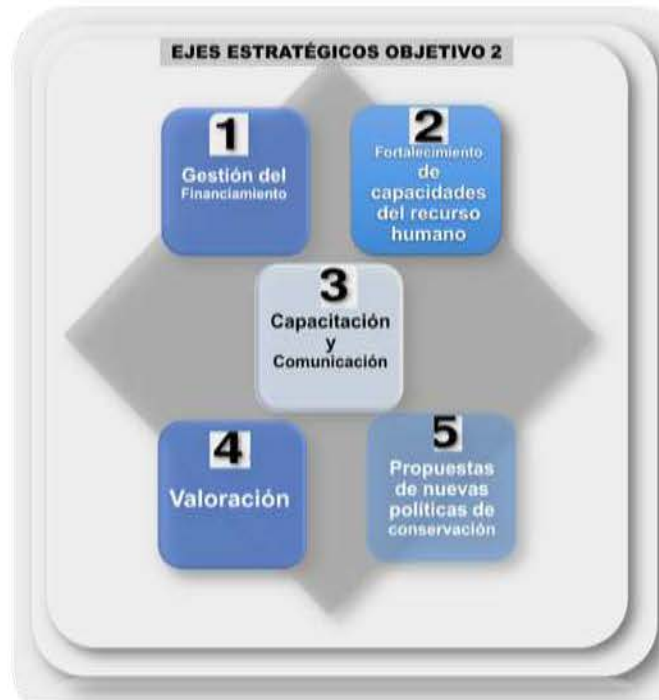 EJES ESTRATÉGICOS OBJETIVO 2
1
Gestión del
Financiamiento
2
Fortalecimiento
de
capacidades
del recurso
humano
3
Capacitación
y
Comunicación
4
Valoración
5
Propuestas
de nuevas
políticas de
conservación